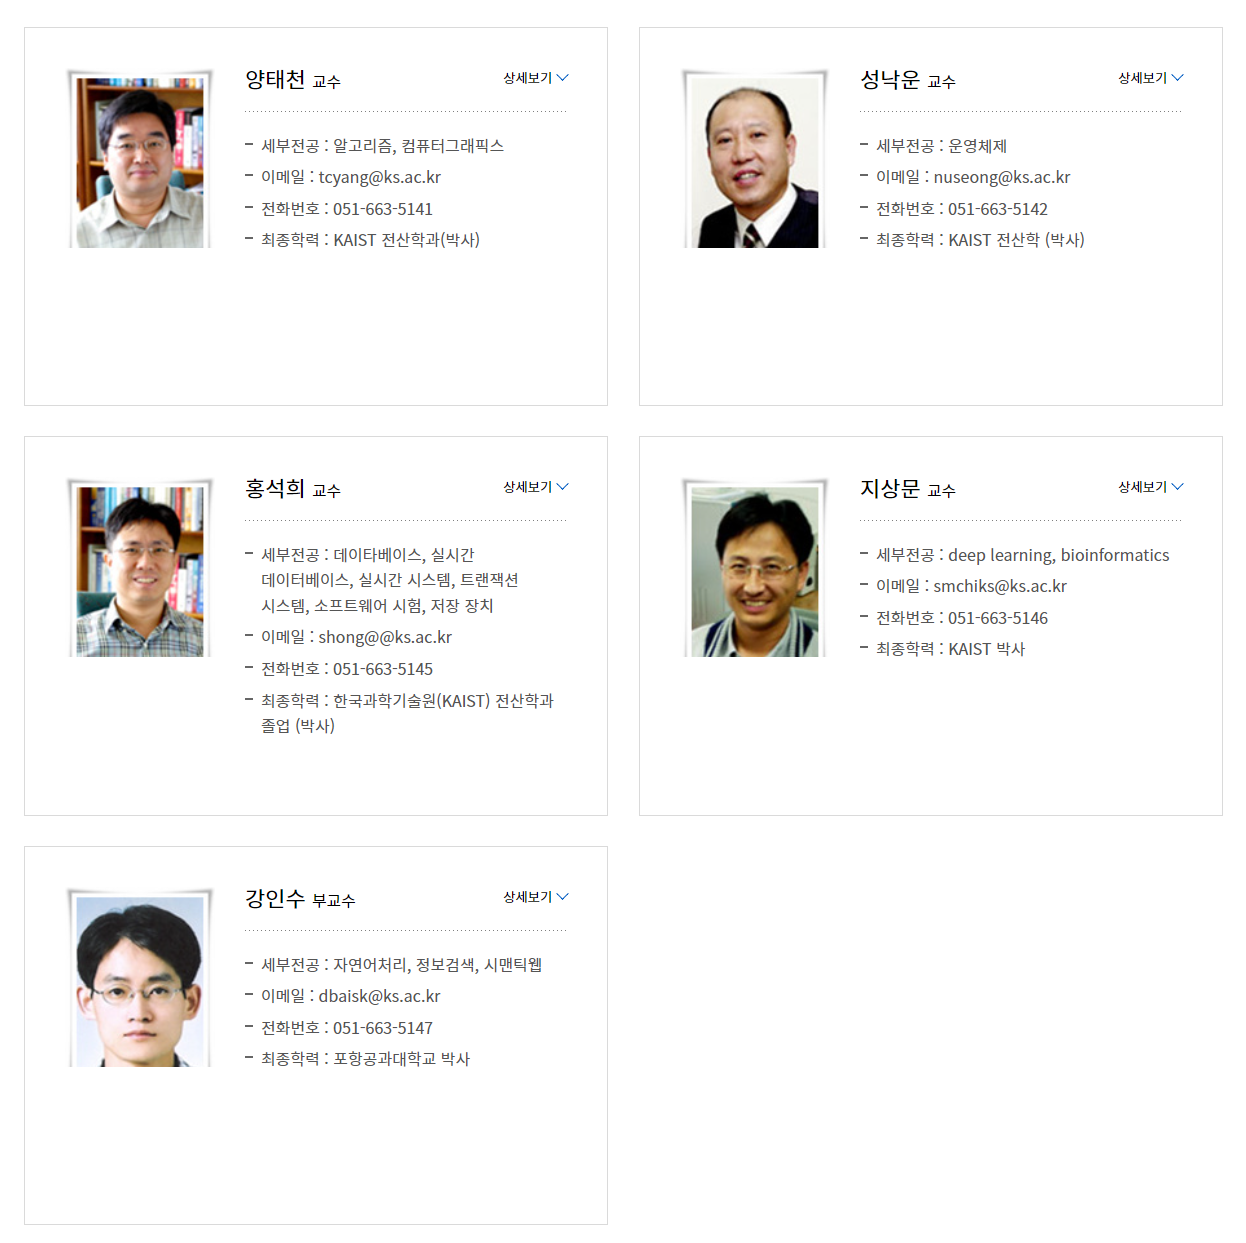 양태천 교수
상세보기
세부전공 : 알고리즘, 컴퓨터그래픽스
이메일 : tcyang@ks.ac.kr
전화번호 : 051-663-5141
최종학력 : KAIST 전산학과(박사)
성낙운 교수
상세보기
세부전공 : 운영체제
이메일 : nuseong@ks.ac.kr
전화번호 : 051-663-5142
최종학력 : KAIST 전산학 (박사)
홍석희 교수
상세보기
세부전공 : 데이타베이스, 실시간
데이터베이스, 실시간 시스템, 트랜잭션
시스템, 소프트웨어 시험, 저장 장치
이메일 : shong@@ks.ac.kr
전화번호 : 051-663-5145
최종학력 : 한국과학기술원(KAIST) 전산학과
졸업 (박사)
지상문 교수
상세보기
세부전공 : deep learning, bioinformatics
이메일 : smchiks@ks.ac.kr
전화번호 : 051-663-5146
최종학력 : KAIST 박사
강인수 부교수
상세보기
세부전공 : 자연어처리, 정보검색, 시맨틱웹
이메일 : dbaisk@ks.ac.kr
전화번호 : 051-663-5147
최종학력 : 포항공과대학교 박사